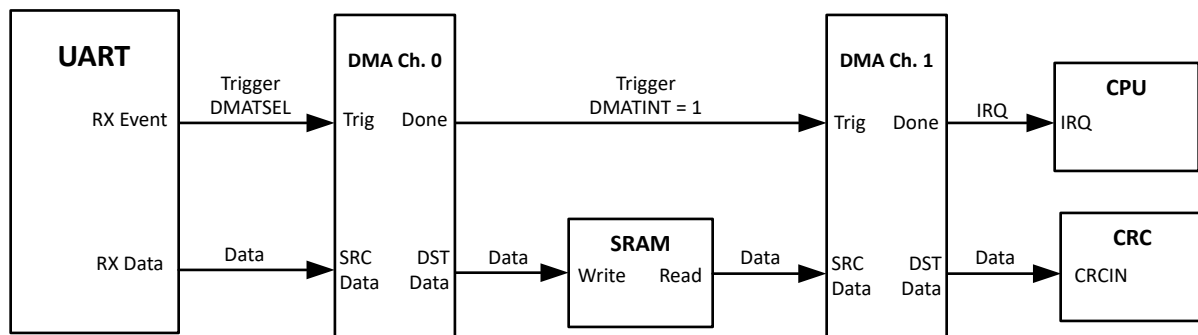 UART
RX Event
RX Data
Trigger
DMATSEL
Data
DMA Ch. 0
Trig Done
SRC DST
Data Data
Trigger
DMATINT = 1
Data
SRAM
Write Read
Data
DMA Ch. 1
Trig Done
SRC DST
Data Data
IRQ
Data
CPU
IRQ
CRC
CRCIN